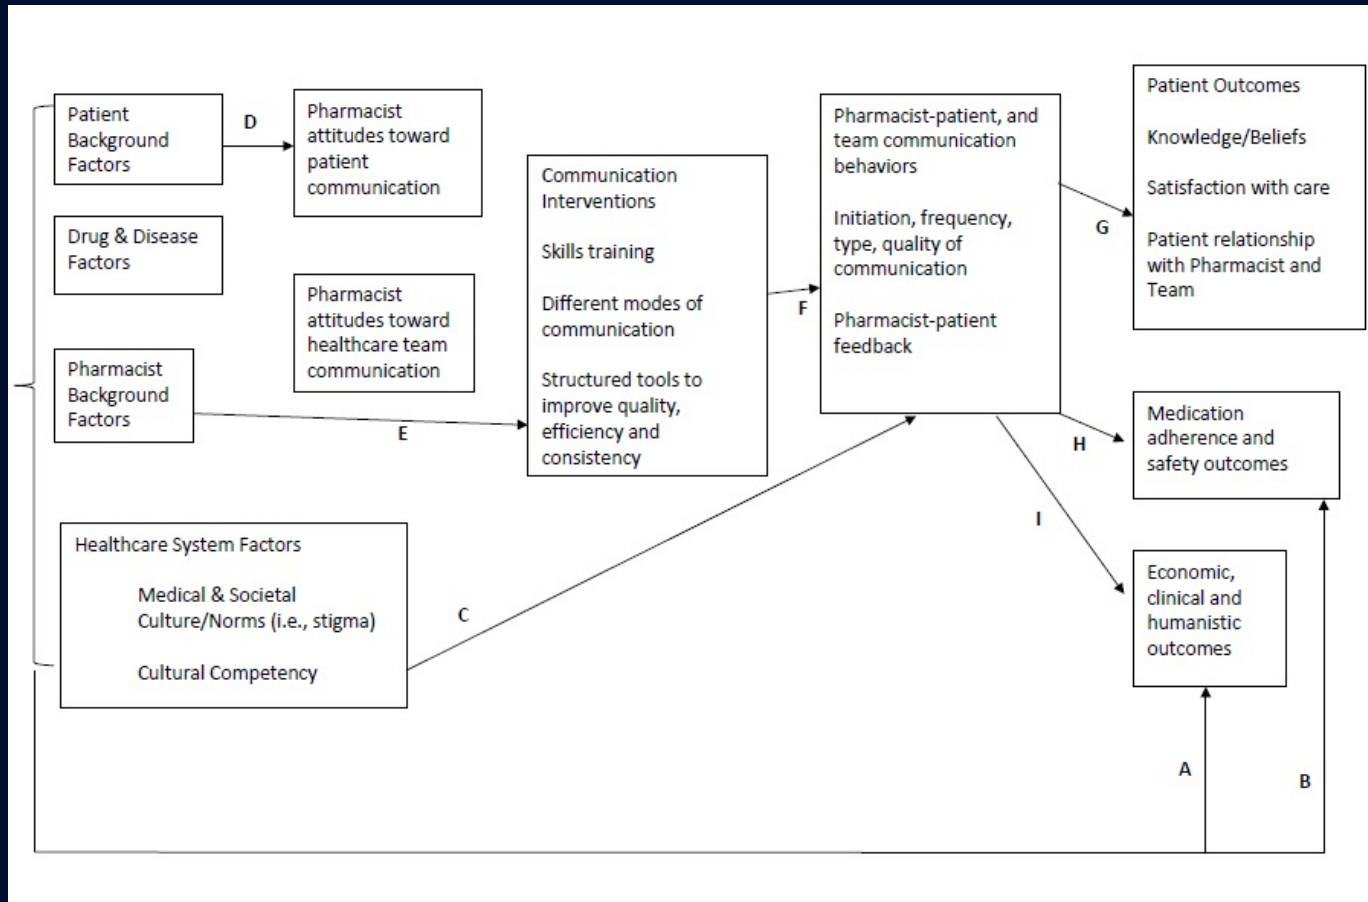 Patient
Background
Factors
D
Pharmacist
attitudes toward
patient
communication
Drug & Disease
Factors
Pharmacist
attitudes toward
healthcare team
communication
Pharmacist
Background
Factors
E
Healthcare System Factors
Medical & Societal
Culture/Norms (i.e., stigma)
Cultural Competency
C
Communication
Interventions
Skills training
Different modes of
communication
Structured tools to
improve quality,
efficiency and
consistency
F
Pharmacist-patient, and
team communication
behaviors
Initiation, frequency,
type, quality of
communication
Pharmacist-patient
feedback
G
H
I
Patient Outcomes
Knowledge/Beliefs
Satisfaction with care
Patient relationship
with Pharmacist and
Team
Medication
adherence and
safety outcomes
Economic,
clinical and
humanistic
outcomes
A
B